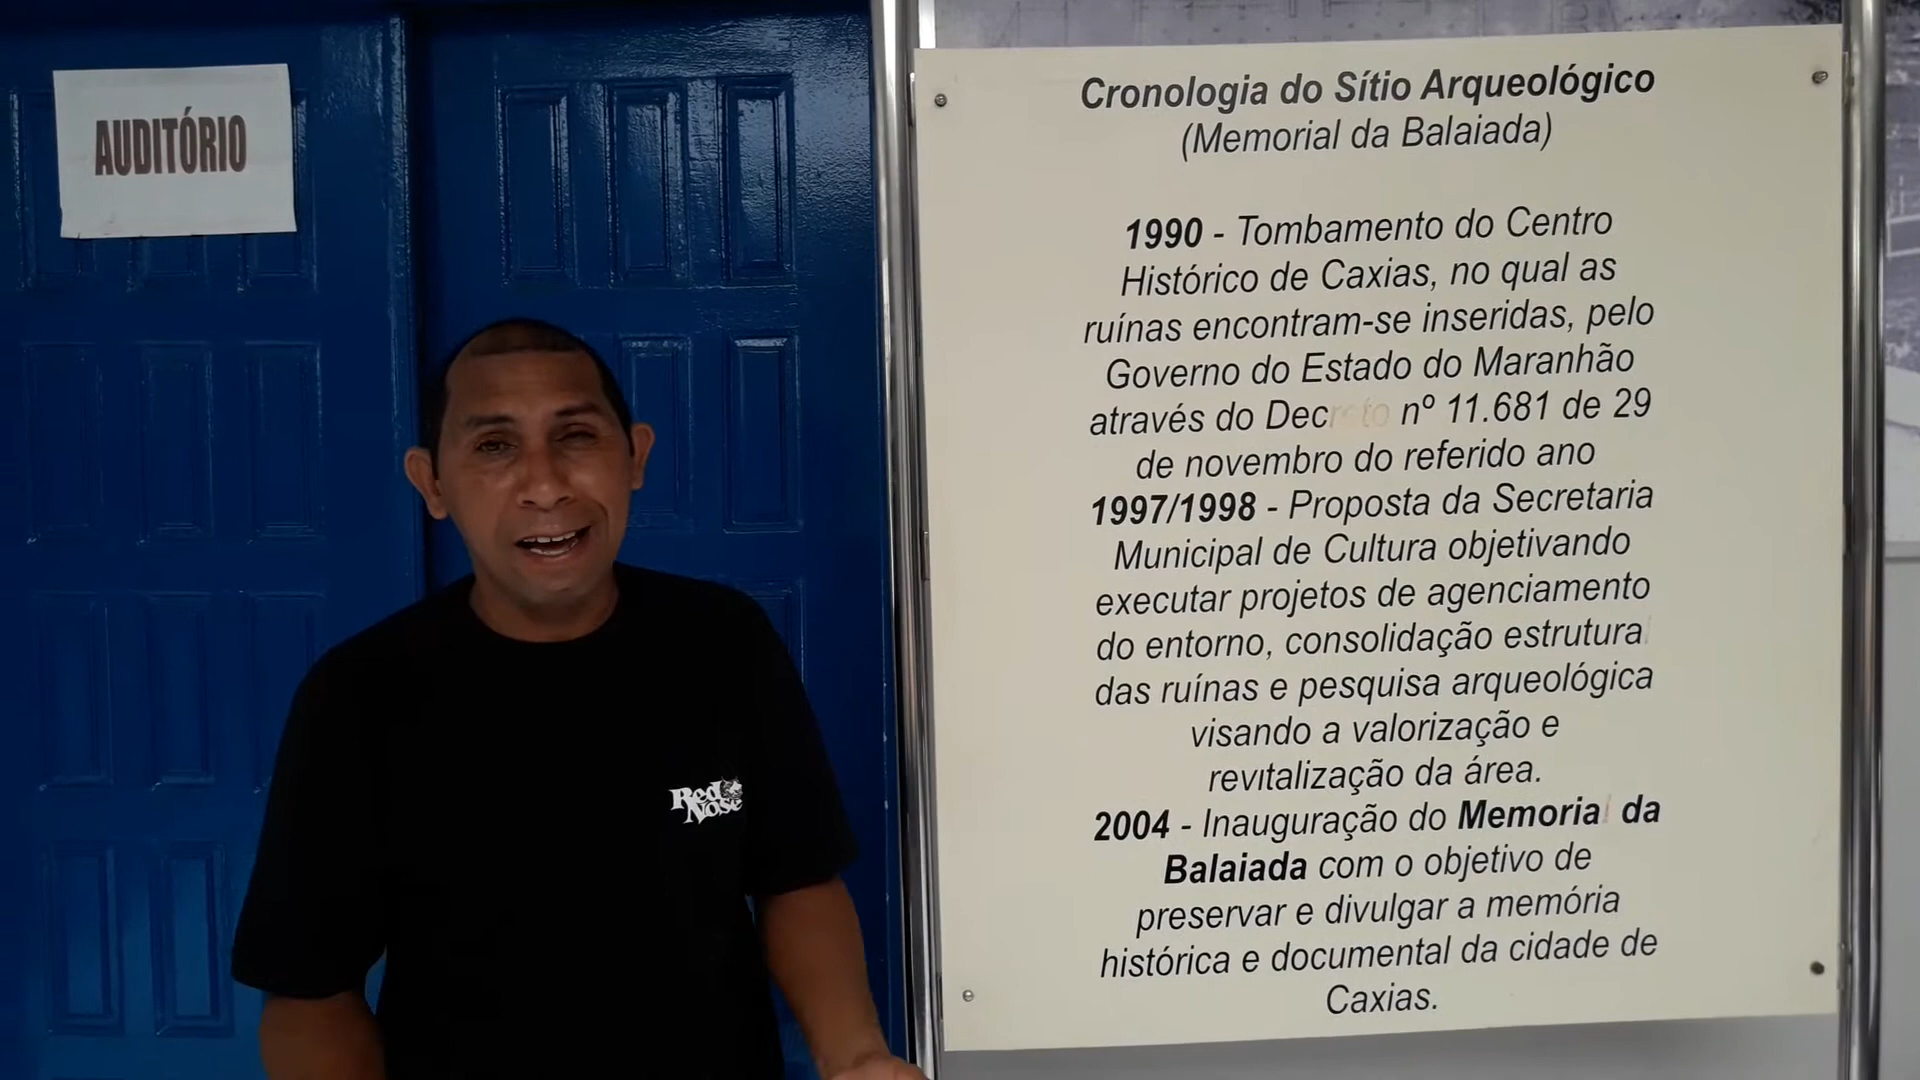 AUDITÓRIO
Cronologia do Sítio Arqueológico
(Memorial da Balaiada)
1990 - Tombamento do Centro
Histórico de Caxias, no qual as
ruínas encontram-se inseridas, pelo
Governo do Estado do Maranhão
através do Decreto nº 11.681 de 29
de novembro do referido ano
1997/1998 - Proposta da Secretaria
Municipal de Cultura objetivando
executar projetos de agenciamento
do entorno, consolidação estrutural
das ruínas e pesquisa arqueológica
visando a valorização e
revitalização da área.
2004 - Inauguração do Memorial da
Balaiada com o objetivo de
preservar e divulgar a memória
histórica e documental da cidade de
Caxias.
Red
Nose